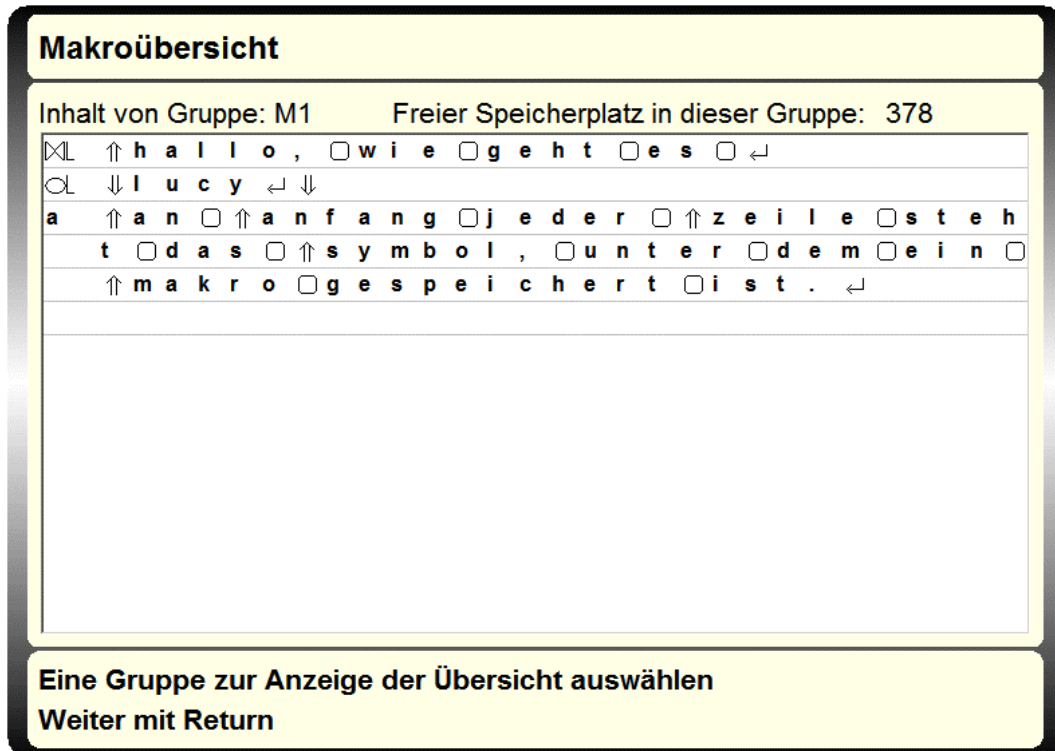 Makroübersicht
Inhalt von Gruppe: M1 Freier Speicherplatz in dieser Gruppe: 378
⋈L ⇑hallo, ▢wie▢geht▢es▢↵
⬭L ⇓lucy↵⇓
a ⇑an▢⇑anfang▢jeder▢⇑zeile▢steh
t▢das▢⇑symbol,▢unter▢dem▢ein▢
⇑makro▢gespeichert▢ist.↵
Eine Gruppe zur Anzeige der Übersicht auswählen
Weiter mit Return